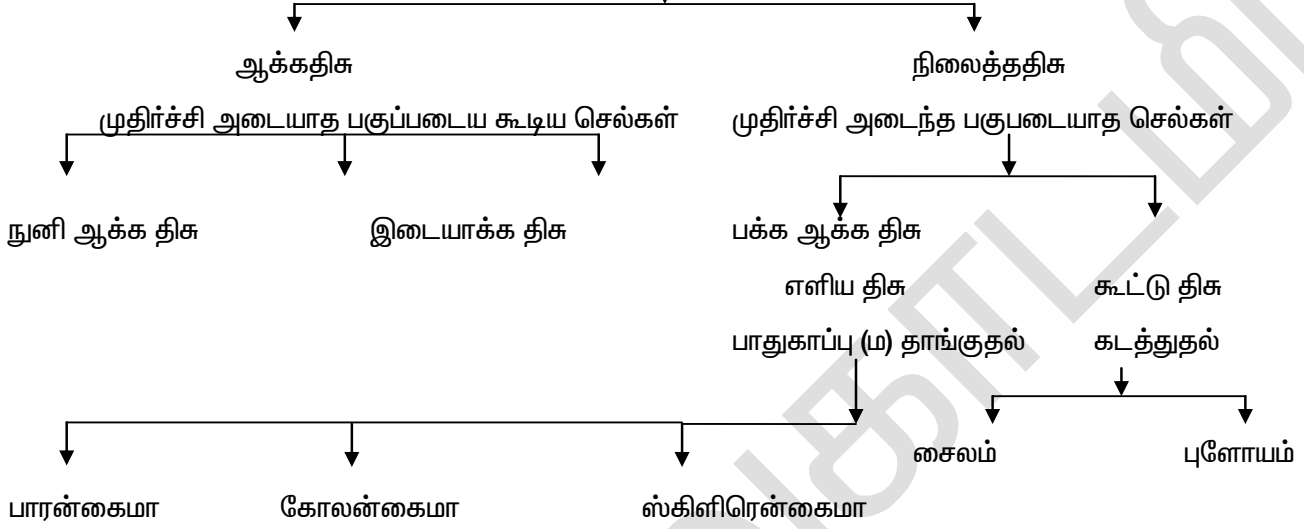 ஆக்கதிசு நிலைத்ததிசு
முதிர்ச்சி அடையாத பகுப்படைய கூடிய செல்கள் முதிர்ச்சி அடைந்த பகுபடையாத செல்கள்
நுனி ஆக்க திசு இடையாக்க திசு பக்க ஆக்க திசு
எளிய திசு கூட்டு திசு
பாதுகாப்பு (ம) தாங்குதல் கடத்துதல்
சைலம் புளோயம்
பாரன்கைமா கோலன்கைமா ஸ்கிளிரென்கைமா